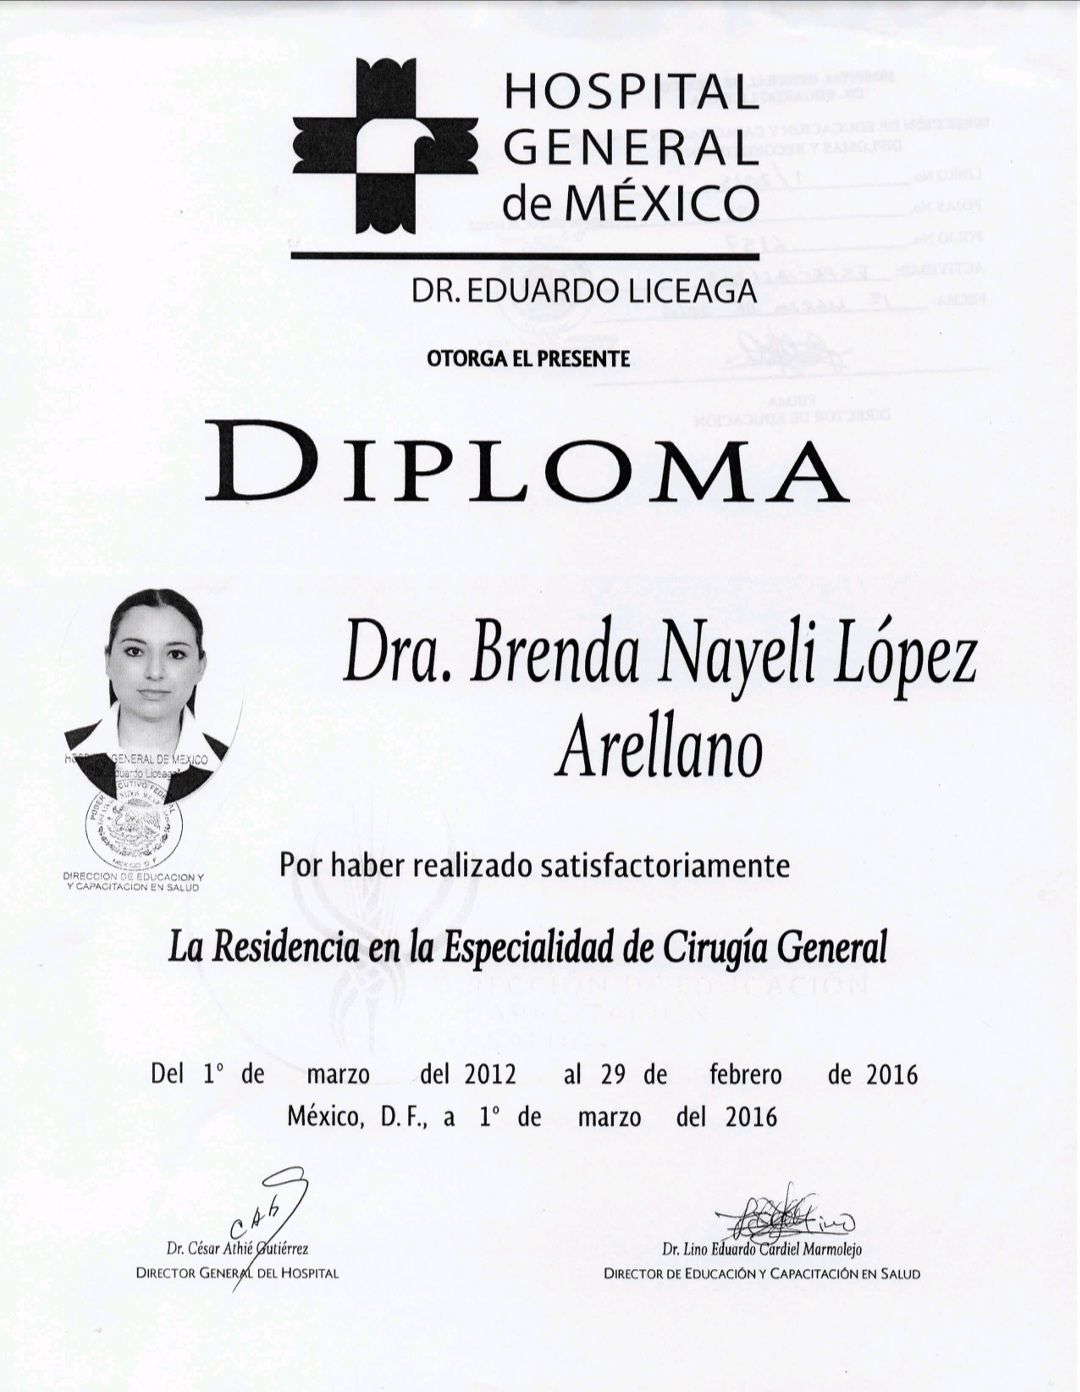 HOSPITAL
GENERAL
de MÉXICO
DR. EDUARDO LICEAGA
OTORGA EL PRESENTE
DIPLOMA
Dra. Brenda Nayeli López
Arellano
GENERAL DE MEXICO
DIRECCION DE EDUCACION Y
Y CAPACITACION EN SALUD
Por haber realizado satisfactoriamente
La Residencia en la Especialidad de Cirugía General
Del 1° de marzo del 2012 al 29 de febrero de 2016
México, D.F., a 1° de marzo del 2016
Dr. César Athié Gutiérrez
DIRECTOR GENERAL DEL HOSPITAL
Dr. Lino Eduardo Cardiel Marmolejo
DIRECTOR DE EDUCACIÓN Y CAPACITACIÓN EN SALUD